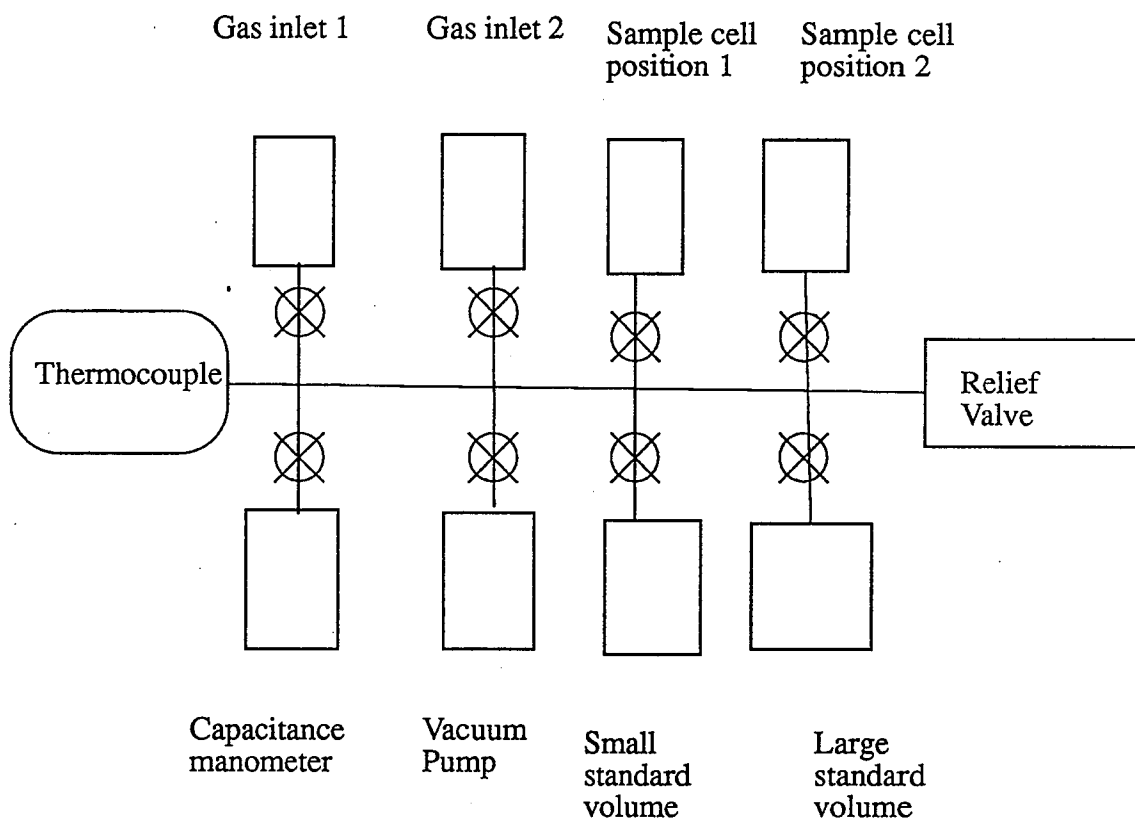 Gas inlet 1
Gas inlet 2
Sample cell
position 1
Sample cell
position 2
Thermocouple
Relief
Valve
Capacitance
manometer
Vacuum
Pump
Small
standard
volume
Large
standard
volume